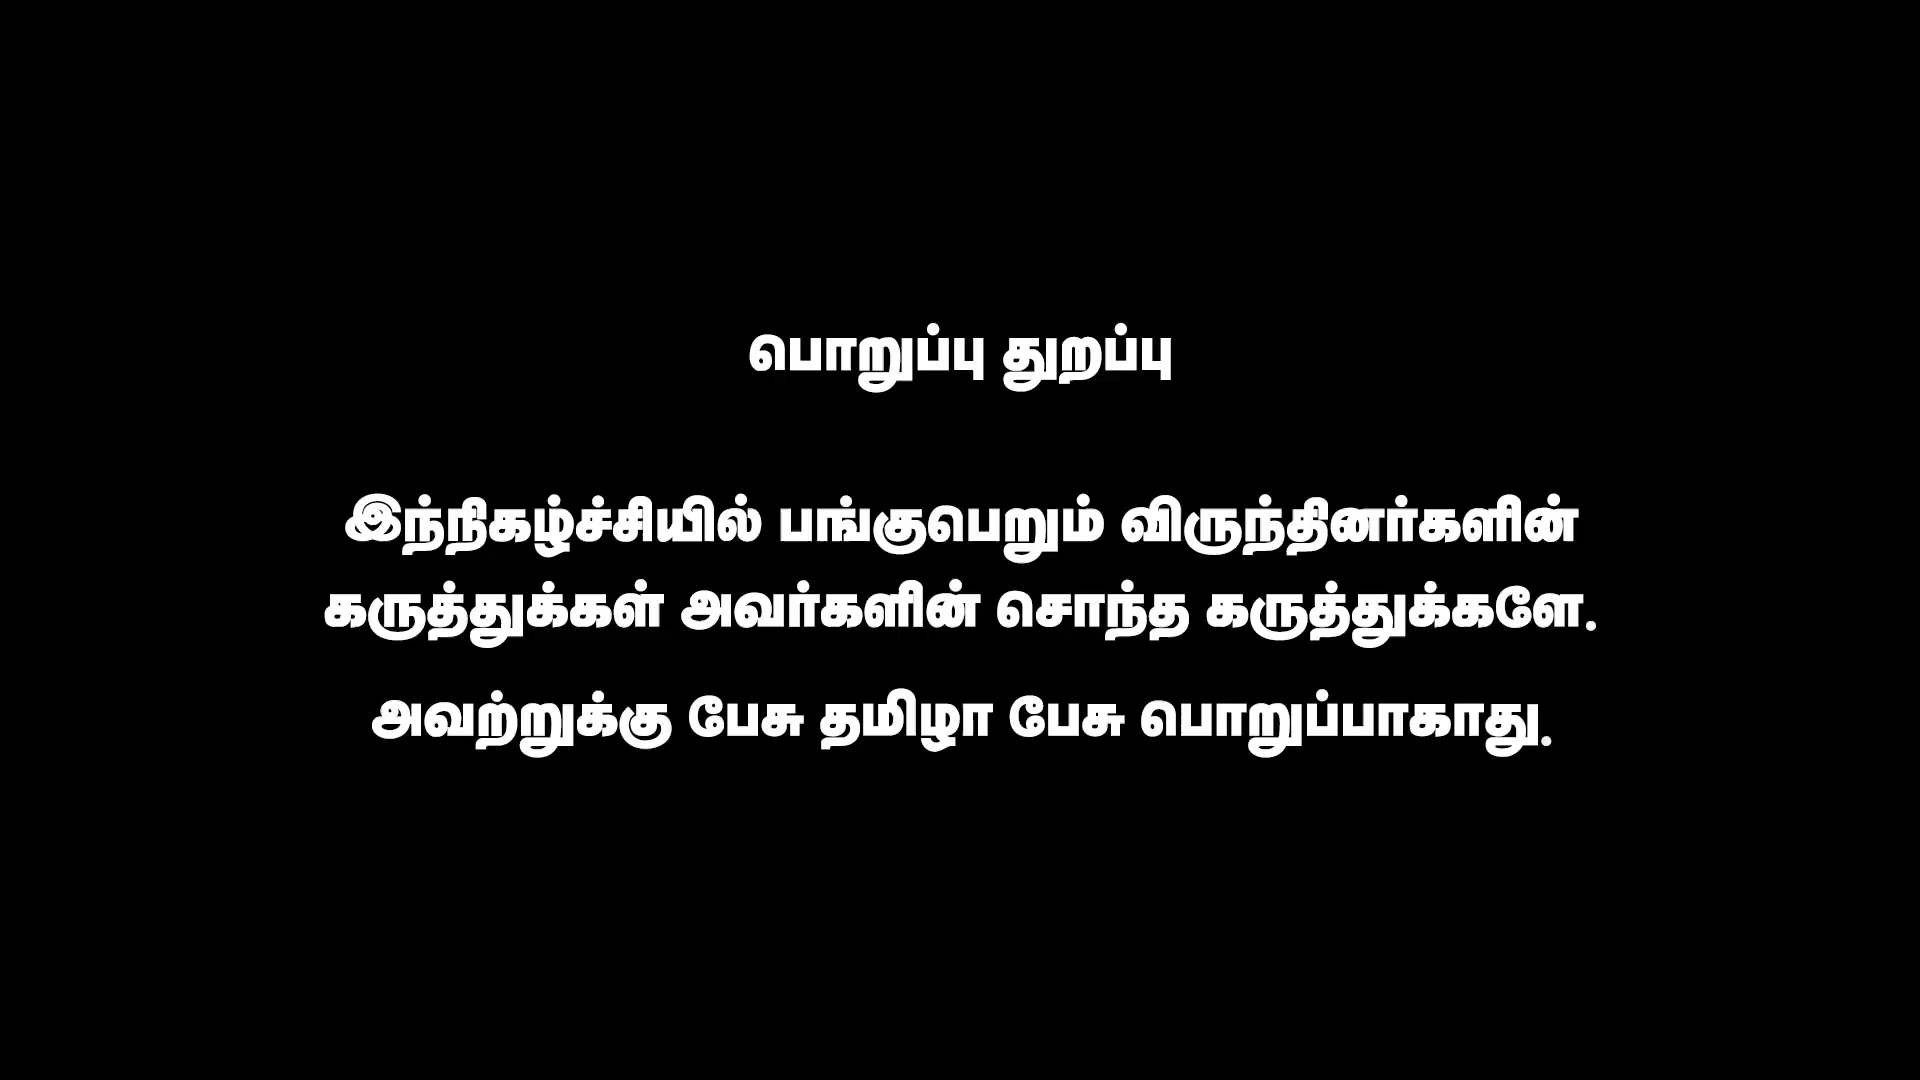 பொறுப்பு துறப்பு
இந்நிகழ்ச்சியில் பங்குபெறும் விருந்தினர்களின்
கருத்துக்கள் அவர்களின் சொந்த கருத்துக்களே.
அவற்றுக்கு பேசு தமிழா பேசு பொறுப்பாகாது.